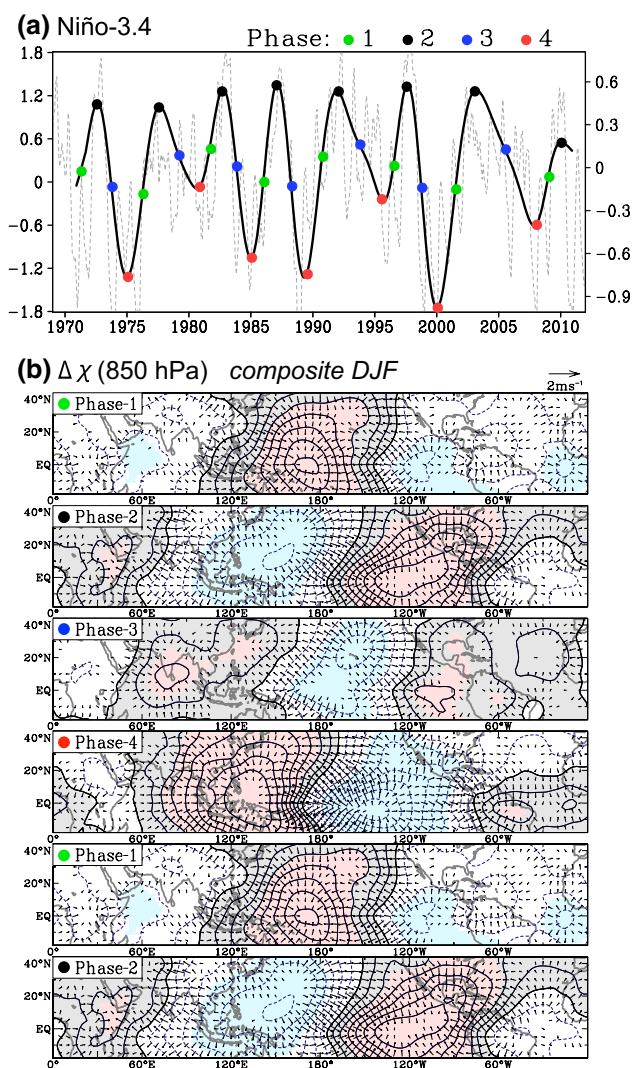 (a) Niño-3.4 Phase: 1 2 3 4
1.8
1.2 0.6
0.6 0.3
0 0
−0.6 −0.3
−1.2 −0.6
−1.8 −0.9
1970 1975 1980 1985 1990 1995 2000 2005 2010
(b) Δ χ (850 hPa) composite DJF
2ms⁻¹
40°N Phase-1
20°N
EQ
0° 60°E 120°E 180° 120°W 60°W
40°N Phase-2
20°N
EQ
0° 60°E 120°E 180° 120°W 60°W
40°N Phase-3
20°N
EQ
0° 60°E 120°E 180° 120°W 60°W
40°N Phase-4
20°N
EQ
0° 60°E 120°E 180° 120°W 60°W
40°N Phase-1
20°N
EQ
0° 60°E 120°E 180° 120°W 60°W
40°N Phase-2
20°N
EQ
0° 60°E 120°E 180° 120°W 60°W